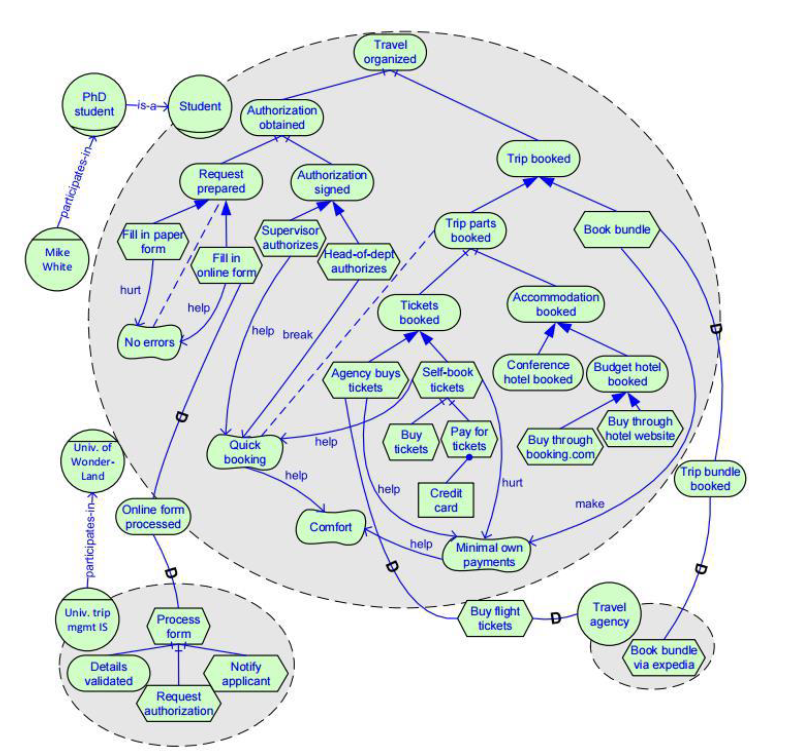 Travel
organized
PhD
student
is-a
Student
Authorization
obtained
participates-in
Trip booked
Request
prepared
Authorization
signed
Fill in paper
form
Supervisor
authorizes
Trip parts
booked
Book bundle
Mike
White
Fill in
online form
Head-of-dept
authorizes
hurt
help
No errors
help
break
Tickets
booked
Accommodation
booked
D
Agency buys
tickets
Self-book
tickets
Conference
hotel booked
Budget hotel
booked
D
Buy
tickets
Pay for
tickets
Buy through
booking.com
Buy through
hotel website
Univ. of
Wonder-
Land
Quick
booking
help
help
help
Credit
card
hurt
make
Trip bundle
booked
participates-in
Online form
processed
Comfort
help
Minimal own
payments
D
D
D
Univ. trip
mgmt IS
Process
form
Buy flight
tickets
D
Travel
agency
Details
validated
Request
authorization
Notify
applicant
Book bundle
via expedia